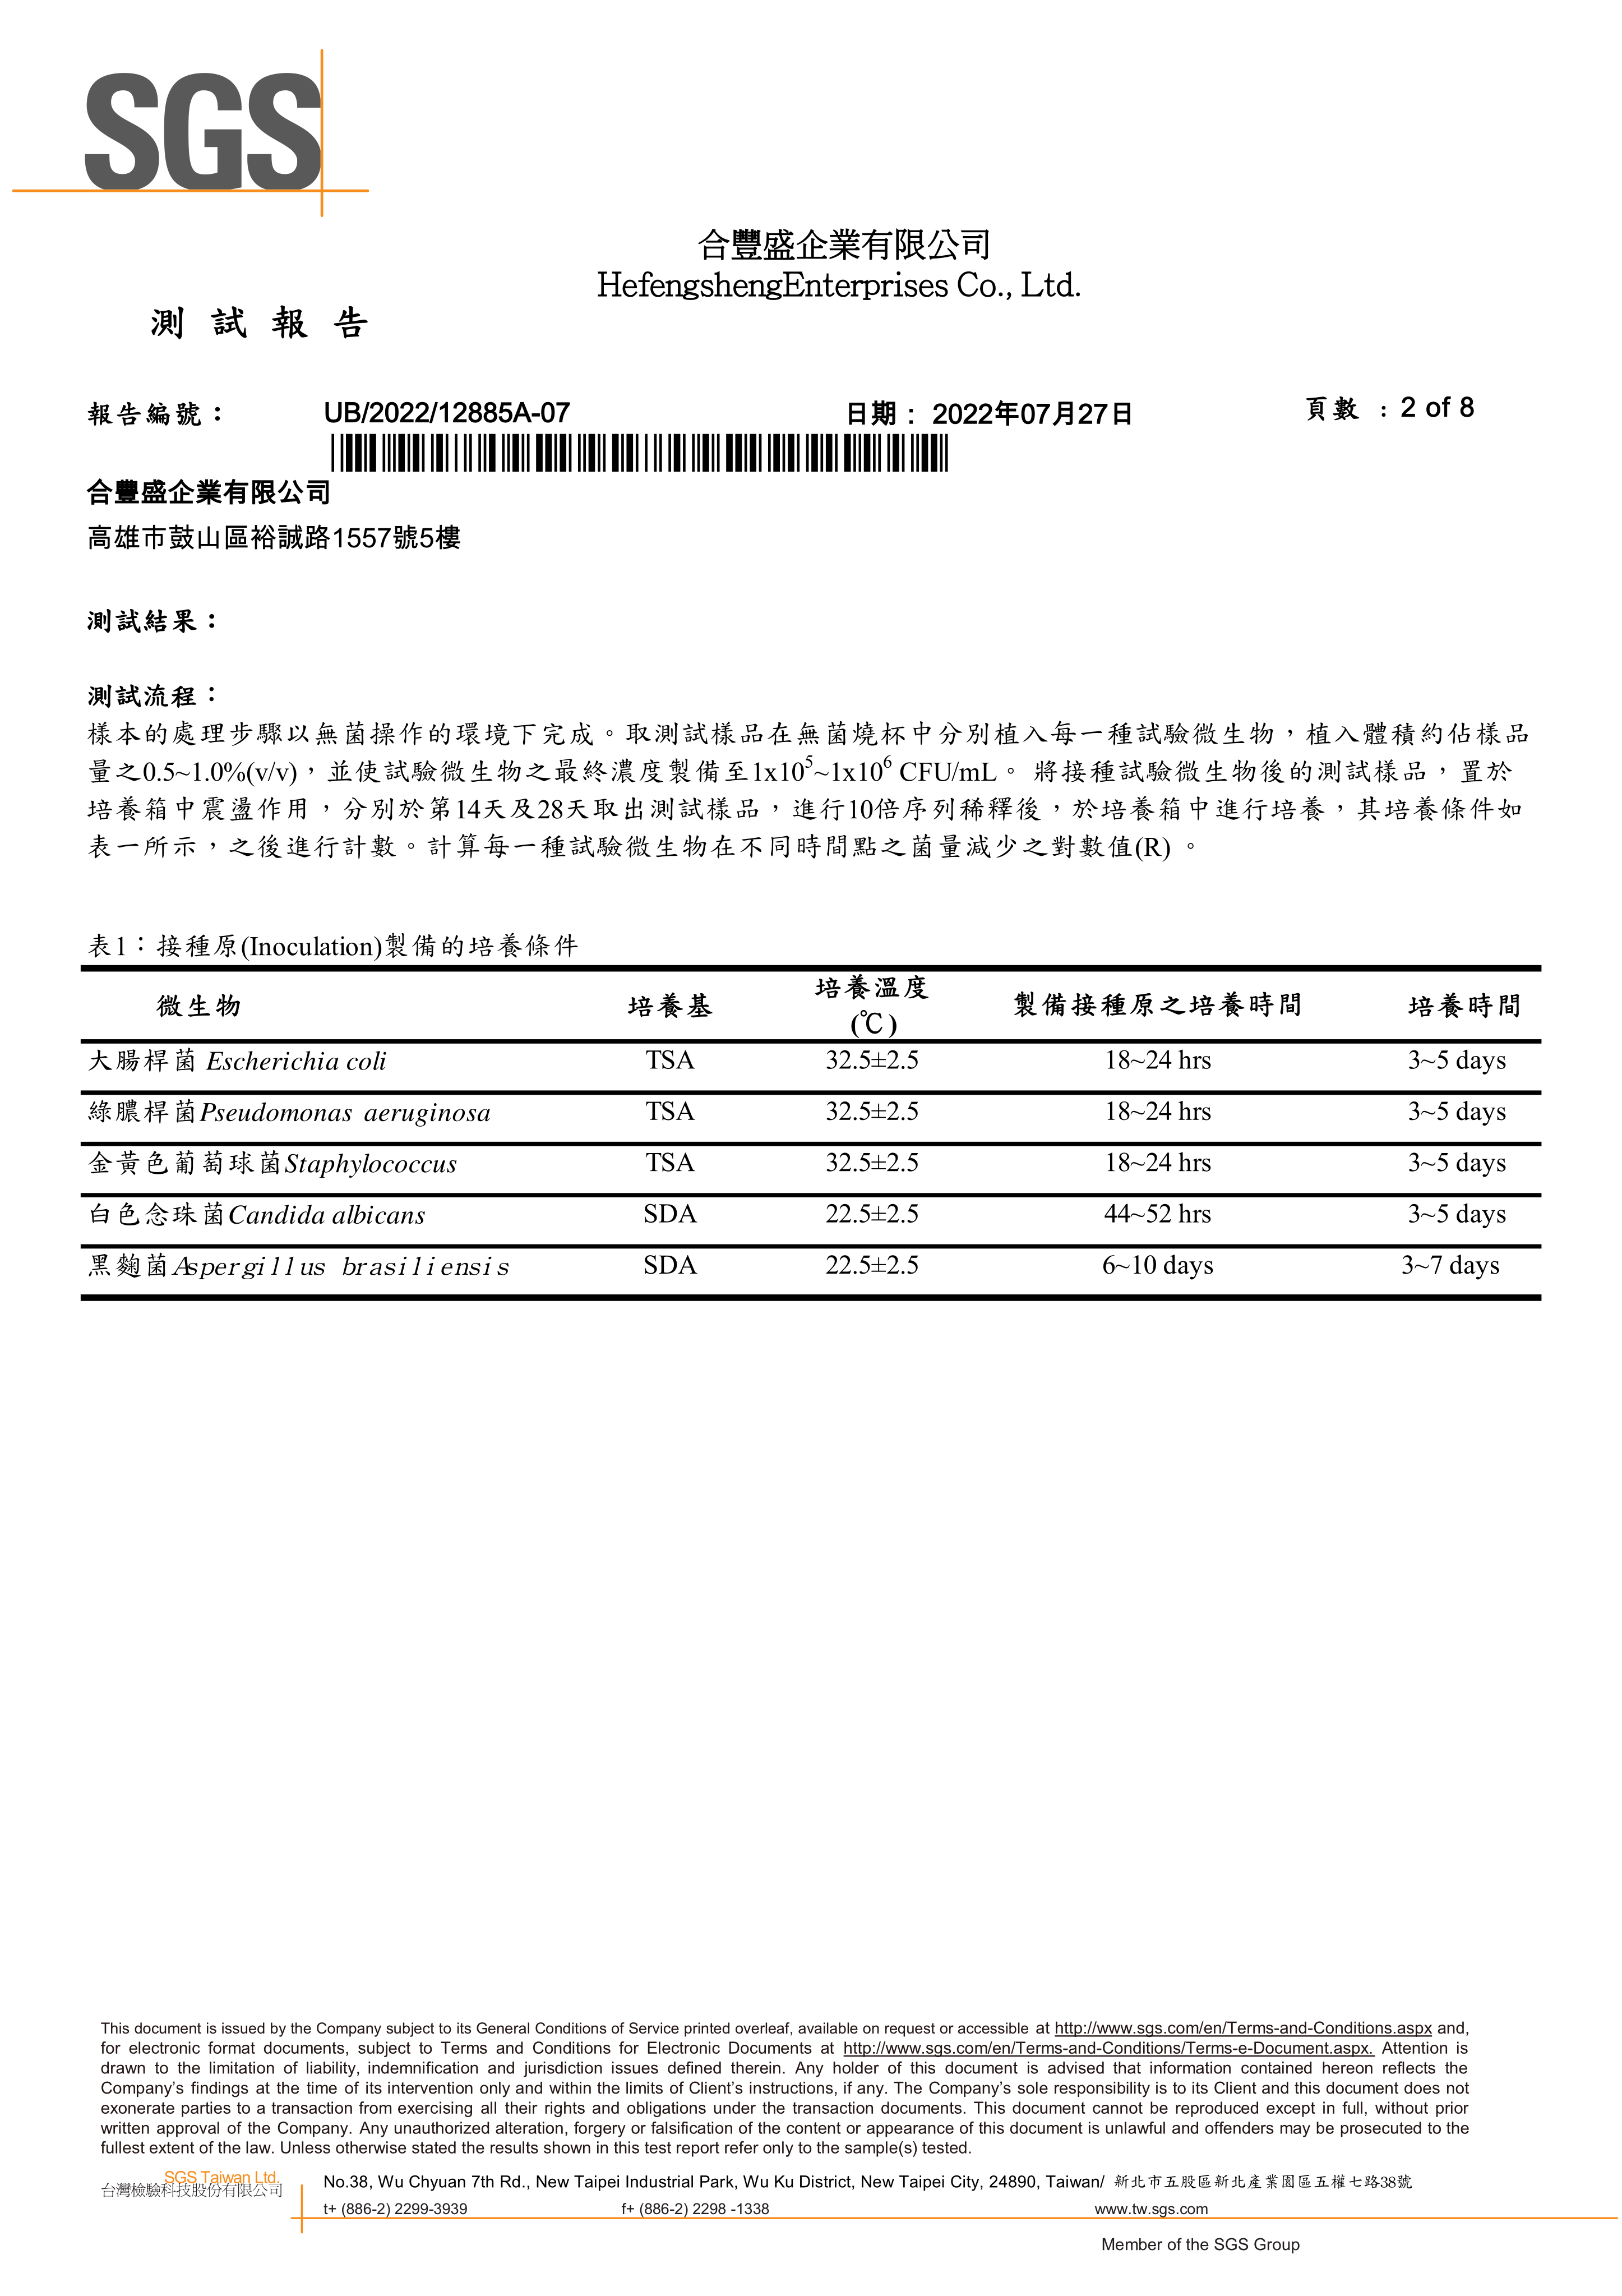 SGS
合豐盛企業有限公司
HefengshengEnterprises Co., Ltd.
測 試 報 告
報告編號： UB/2022/12885A-07 日期： 2022年07月27日 頁數 : 2 of 8
合豐盛企業有限公司
高雄市鼓山區裕誠路1557號5樓
測試結果：
測試流程：
樣本的處理步驟以無菌操作的環境下完成。取測試樣品在無菌燒杯中分別植入每一種試驗微生物，植入體積約佔樣品
量之0.5~1.0%(v/v)，並使試驗微生物之最終濃度製備至1x10⁵~1x10⁶ CFU/mL。 將接種試驗微生物後的測試樣品，置於
培養箱中震盪作用，分別於第14天及28天取出測試樣品，進行10倍序列稀釋後，於培養箱中進行培養，其培養條件如
表一所示，之後進行計數。計算每一種試驗微生物在不同時間點之菌量減少之對數值(R) 。
表1：接種原(Inoculation)製備的培養條件
微生物 培養基 培養溫度 (℃) 製備接種原之培養時間 培養時間
大腸桿菌 Escherichia coli TSA 32.5±2.5 18~24 hrs 3~5 days
綠膿桿菌Pseudomonas aeruginosa TSA 32.5±2.5 18~24 hrs 3~5 days
金黃色葡萄球菌Staphylococcus TSA 32.5±2.5 18~24 hrs 3~5 days
白色念珠菌Candida albicans SDA 22.5±2.5 44~52 hrs 3~5 days
黑麴菌Aspergillus brasiliensis SDA 22.5±2.5 6~10 days 3~7 days
This document is issued by the Company subject to its General Conditions of Service printed overleaf, available on request or accessible at http://www.sgs.com/en/Terms-and-Conditions.aspx and,
for electronic format documents, subject to Terms and Conditions for Electronic Documents at http://www.sgs.com/en/Terms-and-Conditions/Terms-e-Document.aspx. Attention is
drawn to the limitation of liability, indemnification and jurisdiction issues defined therein. Any holder of this document is advised that information contained hereon reflects the
Company's findings at the time of its intervention only and within the limits of Client's instructions, if any. The Company's sole responsibility is to its Client and this document does not
exonerate parties to a transaction from exercising all their rights and obligations under the transaction documents. This document cannot be reproduced except in full, without prior
written approval of the Company. Any unauthorized alteration, forgery or falsification of the content or appearance of this document is unlawful and offenders may be prosecuted to the
fullest extent of the law. Unless otherwise stated the results shown in this test report refer only to the sample(s) tested.
SGS Taiwan Ltd.
台灣檢驗科技股份有限公司
No.38, Wu Chyuan 7th Rd., New Taipei Industrial Park, Wu Ku District, New Taipei City, 24890, Taiwan/ 新北市五股區新北產業園區五權七路38號
t+ (886-2) 2299-3939 f+ (886-2) 2298 -1338 www.tw.sgs.com
Member of the SGS Group